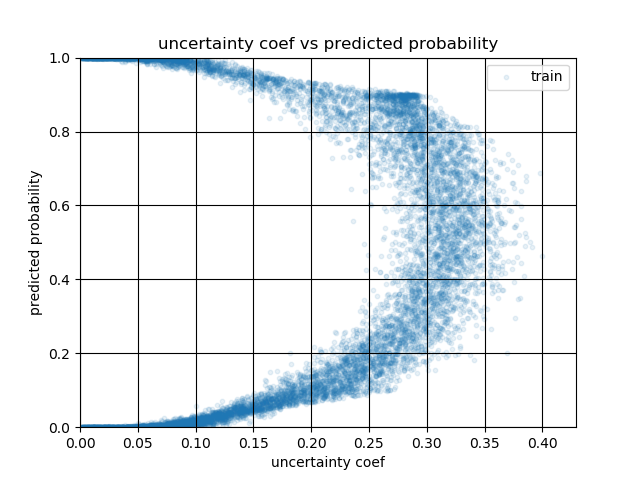 uncertainty coef vs predicted probability
train
predicted probability
1.0
0.8
0.6
0.4
0.2
0.0
0.00 0.05 0.10 0.15 0.20 0.25 0.30 0.35 0.40
uncertainty coef